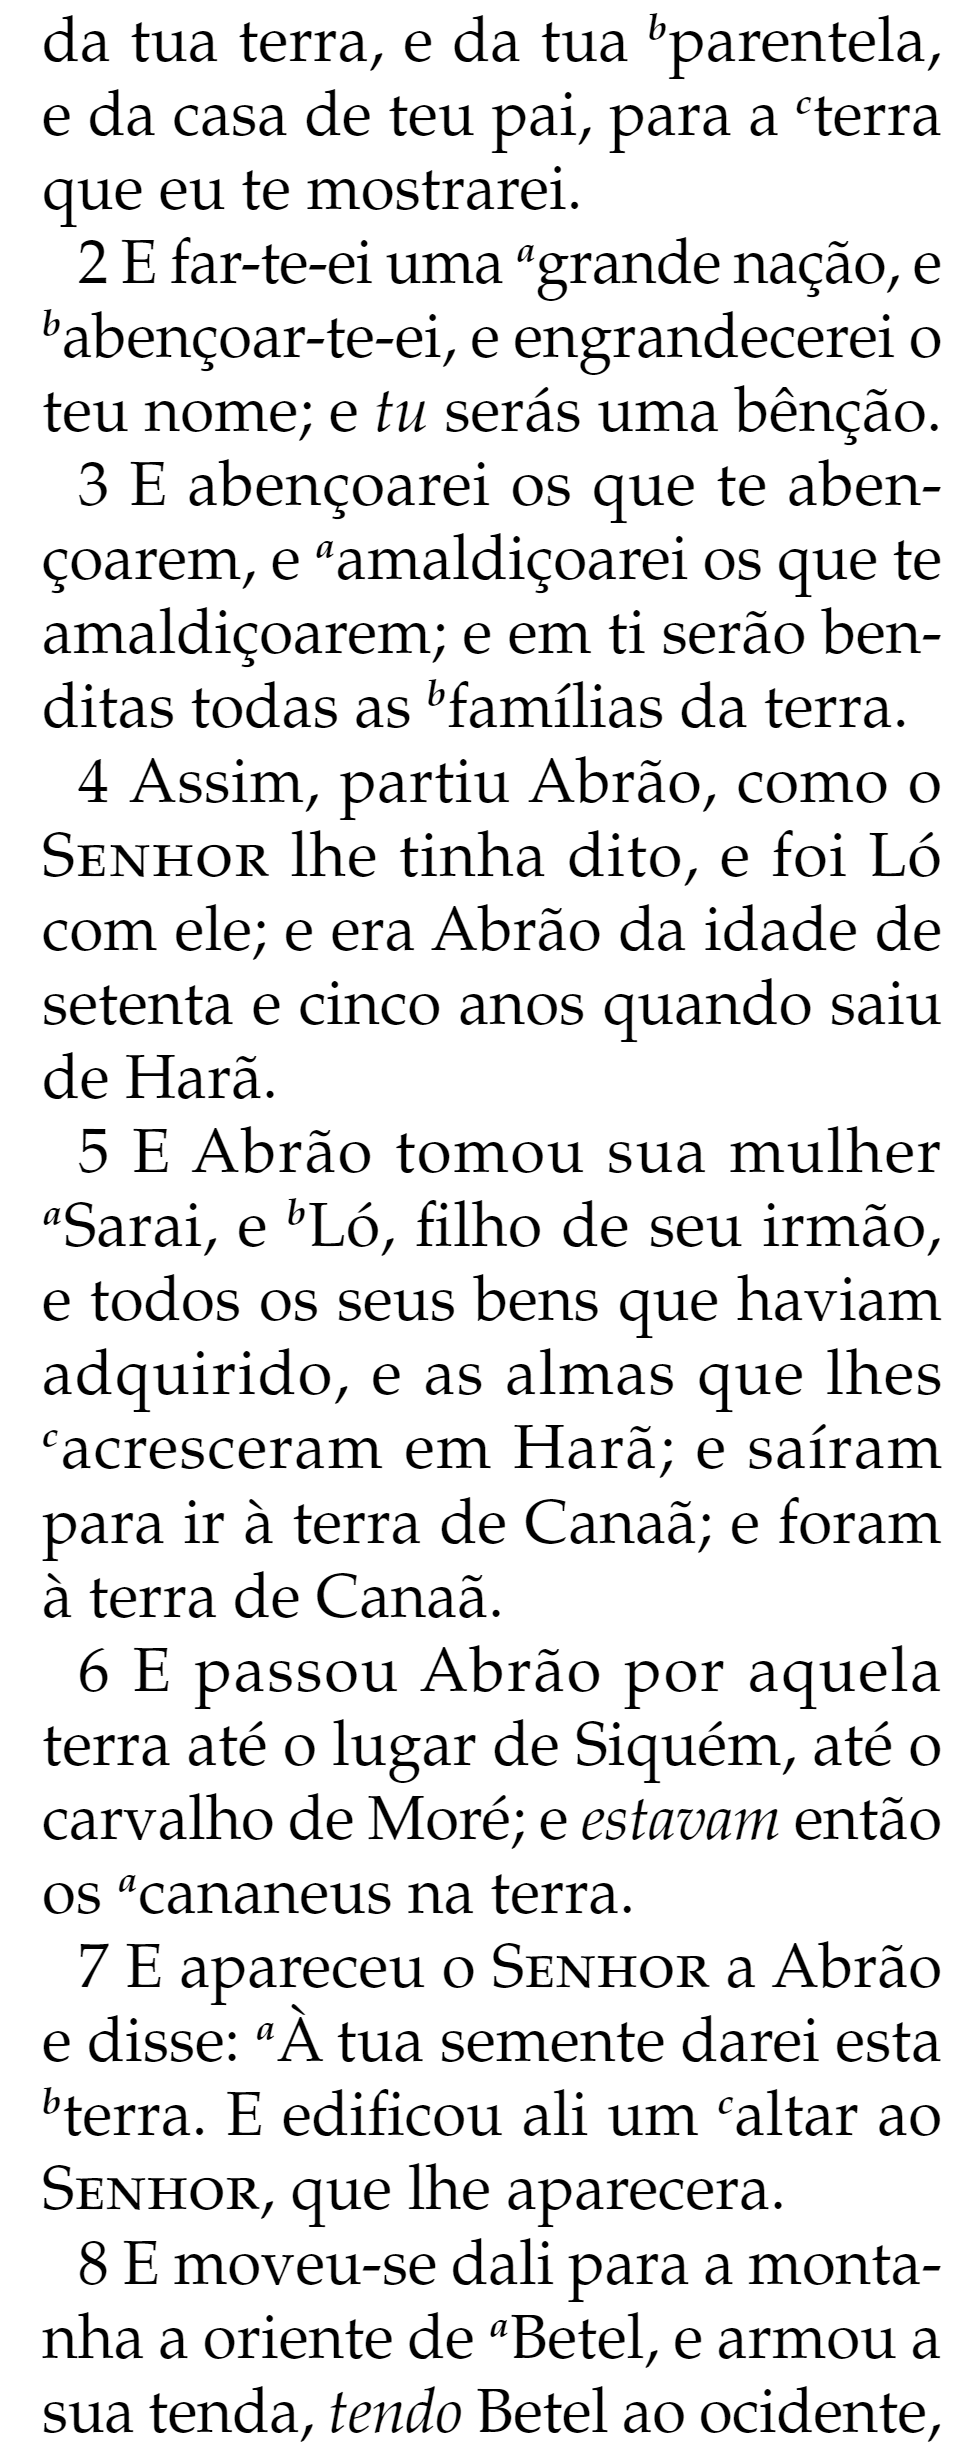 da tua terra, e da tua bparentela,
e da casa de teu pai, para a cterra
que eu te mostrarei.
2 E far-te-ei uma agrande nação, e
babençoar-te-ei, e engrandecerei o
teu nome; e tu serás uma bênção.
3 E abençoarei os que te aben-
çoarem, e aamaldiçoarei os que te
amaldiçoarem; e em ti serão ben-
ditas todas as bfamílias da terra.
4 Assim, partiu Abrão, como o
SENHOR lhe tinha dito, e foi Ló
com ele; e era Abrão da idade de
setenta e cinco anos quando saiu
de Harã.
5 E Abrão tomou sua mulher
aSarai, e bLó, filho de seu irmão,
e todos os seus bens que haviam
adquirido, e as almas que lhes
cacresceram em Harã; e saíram
para ir à terra de Canaã; e foram
à terra de Canaã.
6 E passou Abrão por aquela
terra até o lugar de Siquém, até o
carvalho de Moré; e estavam então
os acananeus na terra.
7 E apareceu o SENHOR a Abrão
e disse: aÀ tua semente darei esta
bterra. E edificou ali um caltar ao
SENHOR, que lhe aparecera.
8 E moveu-se dali para a monta-
nha a oriente de aBetel, e armou a
sua tenda, tendo Betel ao ocidente,